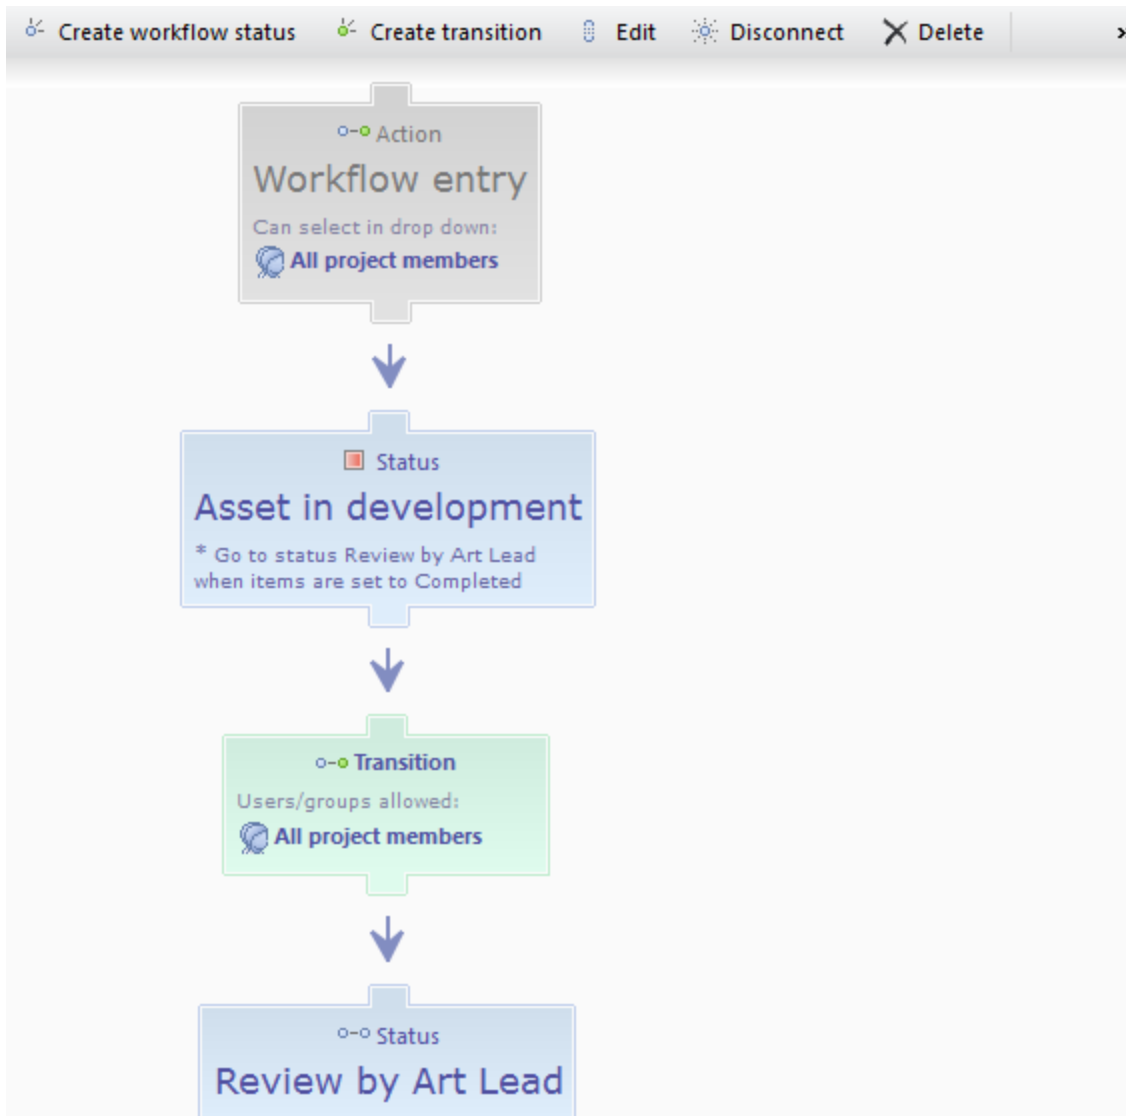 Create workflow status Create transition Edit Disconnect Delete »
Action
Workflow entry
Can select in drop down:
All project members
Status
Asset in development
* Go to status Review by Art Lead
when items are set to Completed
Transition
Users/groups allowed:
All project members
Status
Review by Art Lead